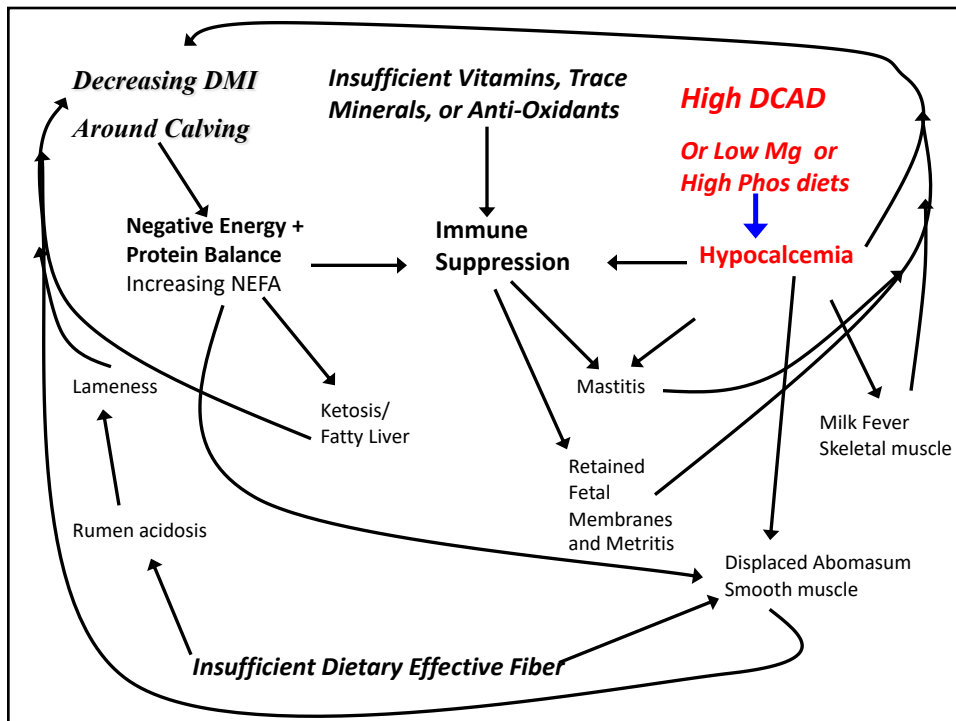 Decreasing DMI
Around Calving
Insufficient Vitamins, Trace
Minerals, or Anti-Oxidants
High DCAD
Or Low Mg or
High Phos diets
Negative Energy +
Protein Balance
Increasing NEFA
Immune
Suppression
Hypocalcemia
Lameness
Ketosis/
Fatty Liver
Mastitis
Milk Fever
Skeletal muscle
Retained
Fetal
Membranes
and Metritis
Rumen acidosis
Displaced Abomasum
Smooth muscle
Insufficient Dietary Effective Fiber